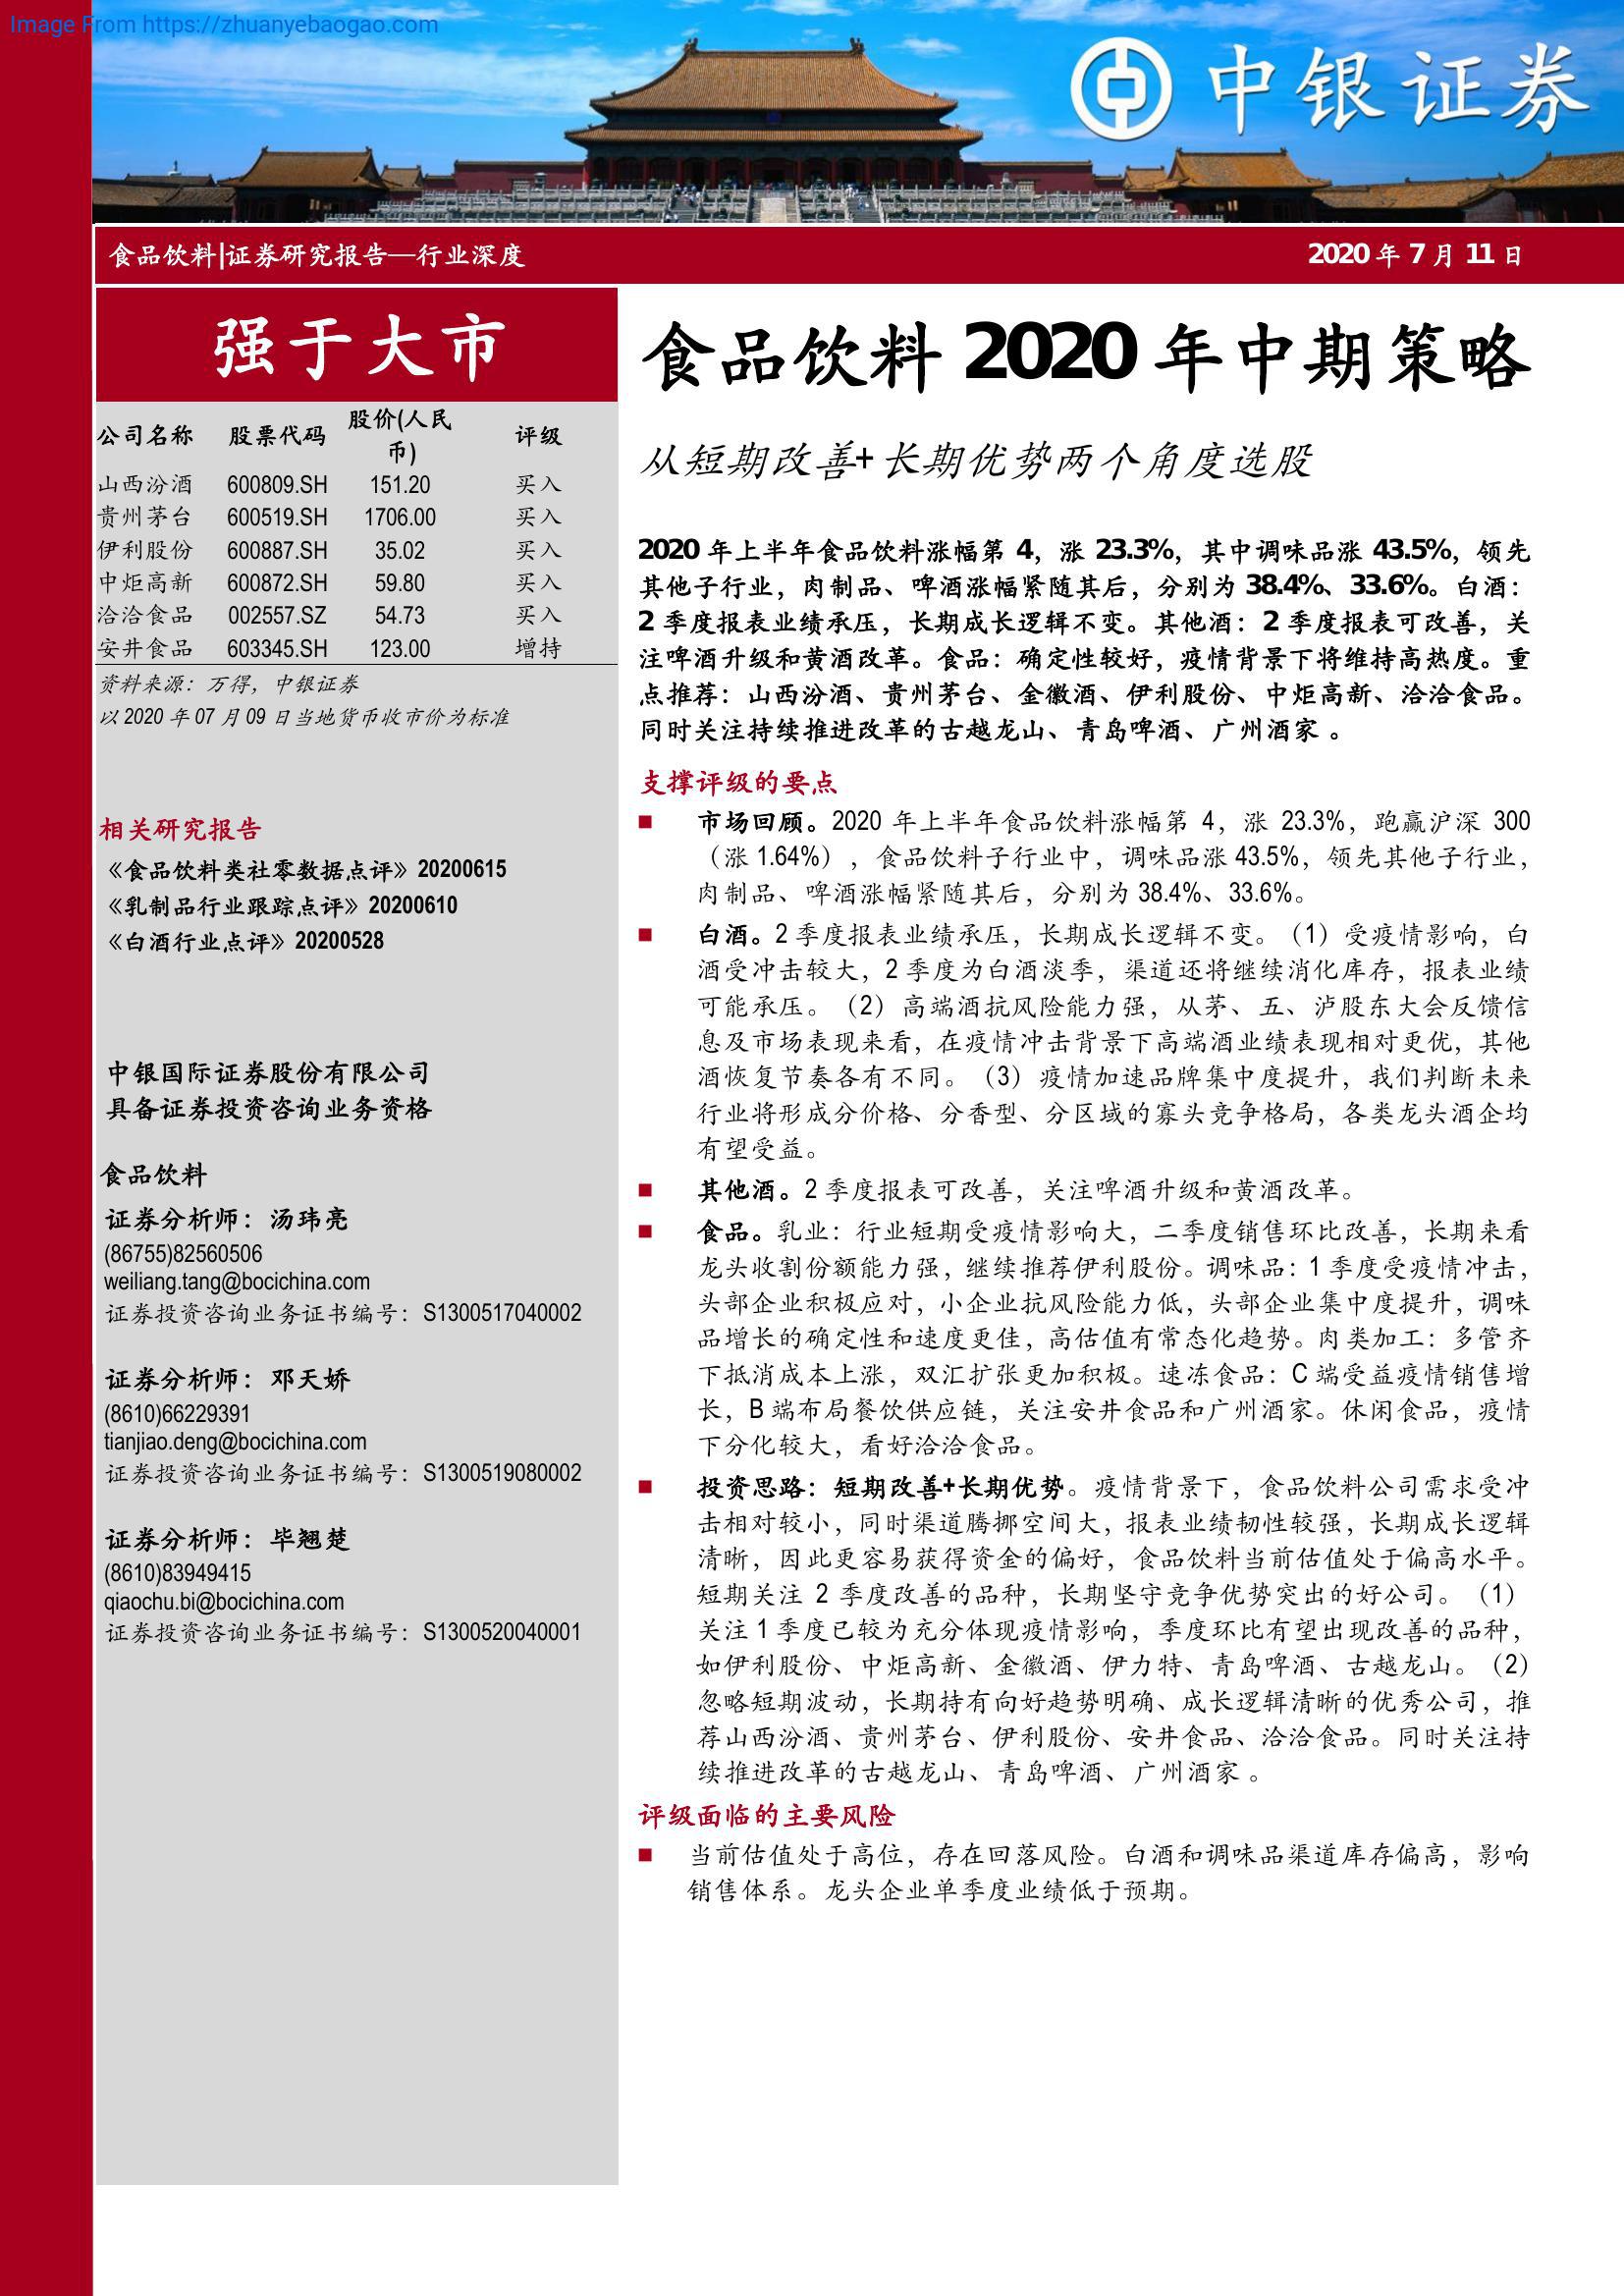 Image From https://zhuanyebaogao.com
中银证券
食品饮料|证券研究报告—行业深度
2020 年 7 月 11 日
强于大市
公司名称 股票代码 股价(人民币) 评级
山西汾酒 600809.SH 151.20 买入
贵州茅台 600519.SH 1706.00 买入
伊利股份 600887.SH 35.02 买入
中炬高新 600872.SH 59.80 买入
洽洽食品 002557.SZ 54.73 买入
安井食品 603345.SH 123.00 增持
资料来源：万得，中银证券
以 2020 年 07 月 09 日当地货币收市价为标准
相关研究报告
《食品饮料类社零数据点评》20200615
《乳制品行业跟踪点评》20200610
《白酒行业点评》20200528
中银国际证券股份有限公司
具备证券投资咨询业务资格
食品饮料
证券分析师：汤玮亮
(86755)82560506
weiliang.tang@bocichina.com
证券投资咨询业务证书编号：S1300517040002
证券分析师：邓天娇
(8610)66229391
tianjiao.deng@bocichina.com
证券投资咨询业务证书编号：S1300519080002
证券分析师：毕翘楚
(8610)83949415
qiaochu.bi@bocichina.com
证券投资咨询业务证书编号：S1300520040001
食品饮料 2020 年中期策略
从短期改善+长期优势两个角度选股
2020 年上半年食品饮料涨幅第 4，涨 23.3%，其中调味品涨 43.5%，领先
其他子行业，肉制品、啤酒涨幅紧随其后，分别为 38.4%、33.6%。白酒：
2 季度报表业绩承压，长期成长逻辑不变。其他酒：2 季度报表可改善，关
注啤酒升级和黄酒改革。食品：确定性较好，疫情背景下将维持高热度。重
点推荐：山西汾酒、贵州茅台、金徽酒、伊利股份、中炬高新、洽洽食品。
同时关注持续推进改革的古越龙山、青岛啤酒、广州酒家 。
支撑评级的要点
■ 市场回顾。2020 年上半年食品饮料涨幅第 4，涨 23.3%，跑赢沪深 300
（涨 1.64%），食品饮料子行业中，调味品涨 43.5%，领先其他子行业，
肉制品、啤酒涨幅紧随其后，分别为 38.4%、33.6%。
■ 白酒。2 季度报表业绩承压，长期成长逻辑不变。（1）受疫情影响，白
酒受冲击较大，2 季度为白酒淡季，渠道还将继续消化库存，报表业绩
可能承压。（2）高端酒抗风险能力强，从茅、五、泸股东大会反馈信
息及市场表现来看，在疫情冲击背景下高端酒业绩表现相对更优，其他
酒恢复节奏各有不同。（3）疫情加速品牌集中度提升，我们判断未来
行业将形成分价格、分香型、分区域的寡头竞争格局，各类龙头酒企均
有望受益。
■ 其他酒。2 季度报表可改善，关注啤酒升级和黄酒改革。
■ 食品。乳业：行业短期受疫情影响大，二季度销售环比改善，长期来看
龙头收割份额能力强，继续推荐伊利股份。调味品：1 季度受疫情冲击，
头部企业积极应对，小企业抗风险能力低，头部企业集中度提升，调味
品增长的确定性和速度更佳，高估值有常态化趋势。肉类加工：多管齐
下抵消成本上涨，双汇扩张更加积极。速冻食品：C 端受益疫情销售增
长，B 端布局餐饮供应链，关注安井食品和广州酒家。休闲食品，疫情
下分化较大，看好洽洽食品。
■ 投资思路：短期改善+长期优势。疫情背景下，食品饮料公司需求受冲
击相对较小，同时渠道腾挪空间大，报表业绩韧性较强，长期成长逻辑
清晰，因此更容易获得资金的偏好，食品饮料当前估值处于偏高水平。
短期关注 2 季度改善的品种，长期坚守竞争优势突出的好公司。（1）
关注 1 季度已较为充分体现疫情影响，季度环比有望出现改善的品种，
如伊利股份、中炬高新、金徽酒、伊力特、青岛啤酒、古越龙山。（2）
忽略短期波动，长期持有向好趋势明确、成长逻辑清晰的优秀公司，推
荐山西汾酒、贵州茅台、伊利股份、安井食品、洽洽食品。同时关注持
续推进改革的古越龙山、青岛啤酒、广州酒家 。
评级面临的主要风险
■ 当前估值处于高位，存在回落风险。白酒和调味品渠道库存偏高，影响
销售体系。龙头企业单季度业绩低于预期。